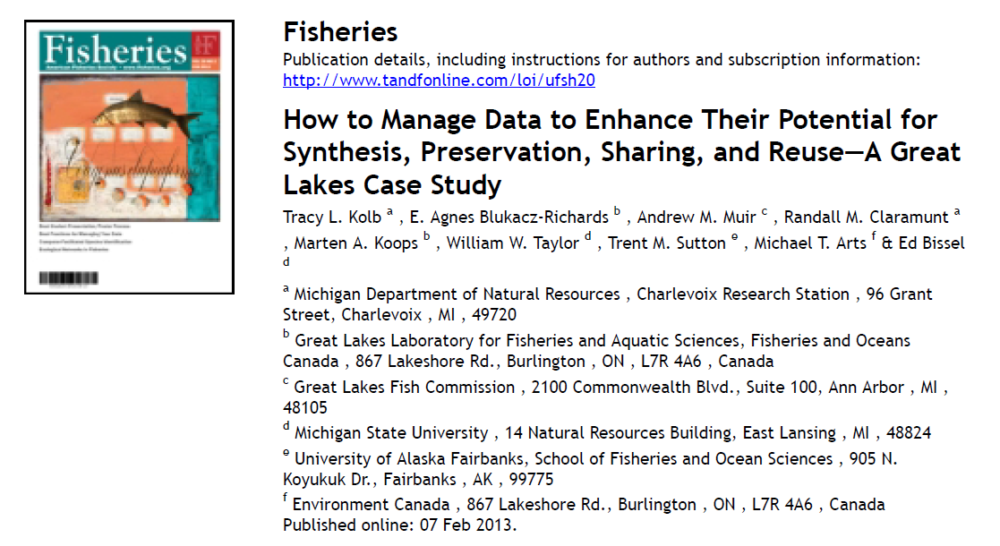 Fisheries
American Fisheries Society • www.fisheries.org
Fisheries
Publication details, including instructions for authors and subscription information:
http://www.tandfonline.com/loi/ufsh20
How to Manage Data to Enhance Their Potential for
Synthesis, Preservation, Sharing, and Reuse—A Great
Lakes Case Study
Tracy L. Kolb a , E. Agnes Blukacz-Richards b , Andrew M. Muir c , Randall M. Claramunt a
, Marten A. Koops b , William W. Taylor d , Trent M. Sutton e , Michael T. Arts f & Ed Bissel
d
a Michigan Department of Natural Resources , Charlevoix Research Station , 96 Grant
Street, Charlevoix , MI , 49720
b Great Lakes Laboratory for Fisheries and Aquatic Sciences, Fisheries and Oceans
Canada , 867 Lakeshore Rd., Burlington , ON , L7R 4A6 , Canada
c Great Lakes Fish Commission , 2100 Commonwealth Blvd., Suite 100, Ann Arbor , MI ,
48105
d Michigan State University , 14 Natural Resources Building, East Lansing , MI , 48824
e University of Alaska Fairbanks, School of Fisheries and Ocean Sciences , 905 N.
Koyukuk Dr., Fairbanks , AK , 99775
f Environment Canada , 867 Lakeshore Rd., Burlington , ON , L7R 4A6 , Canada
Published online: 07 Feb 2013.